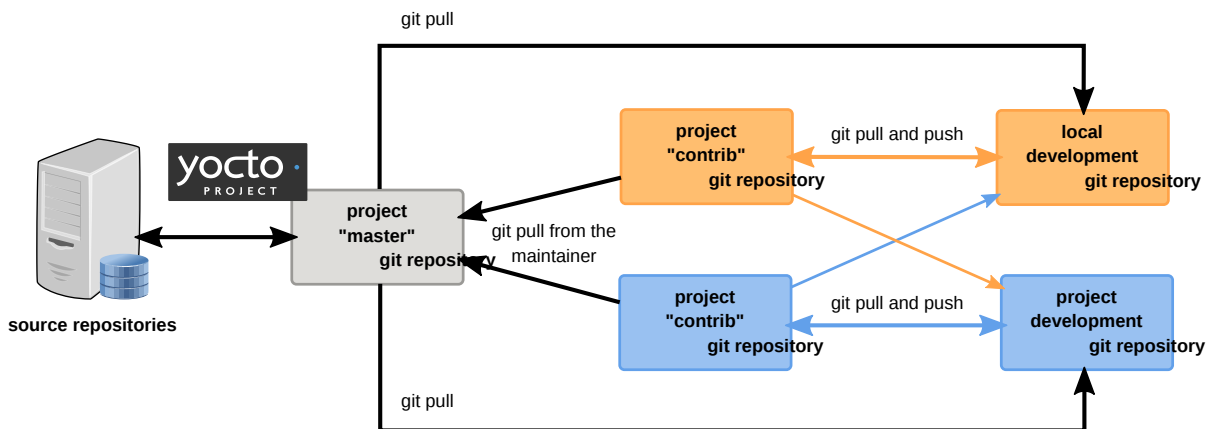 git pull
yocto
PROJECT
project
"contrib"
git repository
git pull and push
local
development
git repository
project
"master"
git repository
git pull from the
maintainer
source repositories
project
"contrib"
git repository
git pull and push
project
development
git repository
git pull